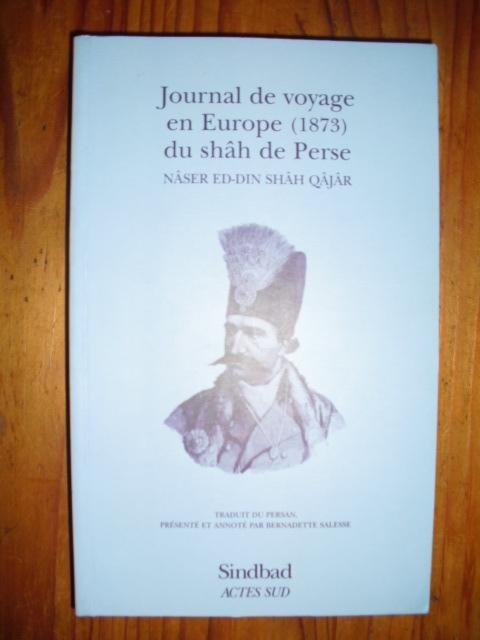 Journal de voyage
en Europe (1873)
du shâh de Perse
NÂSER ED-DIN SHÂH QÂJÂR
TRADUIT DU PERSAN,
PRÉSENTÉ ET ANNOTÉ PAR BERNADETTE SALESSE
Sindbad
ACTES SUD